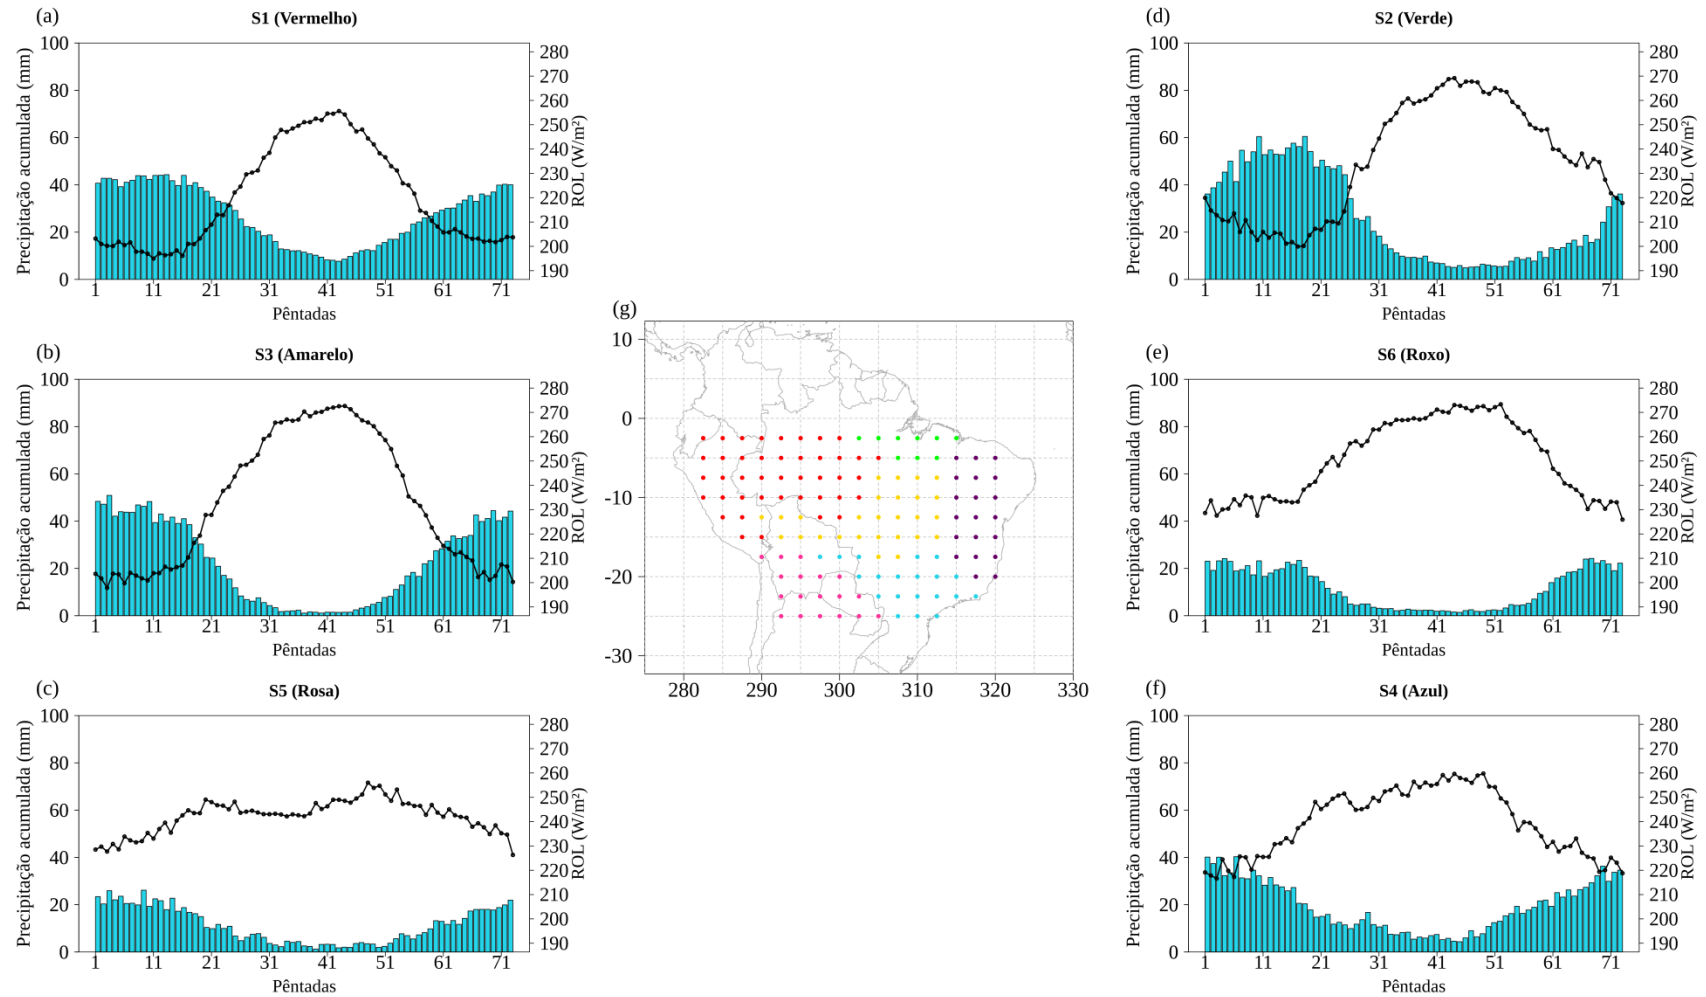 (a)
S1 (Vermelho)
Precipitação acumulada (mm)
100
80
60
40
20
0
280
270
260
250
240
230
220
210
200
190
ROL (W/m²)
1 11 21 31 41 51 61 71
Pêntadas
(b)
S3 (Amarelo)
Precipitação acumulada (mm)
100
80
60
40
20
0
280
270
260
250
240
230
220
210
200
190
ROL (W/m²)
1 11 21 31 41 51 61 71
Pêntadas
(c)
S5 (Rosa)
Precipitação acumulada (mm)
100
80
60
40
20
0
280
270
260
250
240
230
220
210
200
190
ROL (W/m²)
1 11 21 31 41 51 61 71
Pêntadas
(g)
10
0
-10
-20
-30
280 290 300 310 320 330
(d)
S2 (Verde)
Precipitação acumulada (mm)
100
80
60
40
20
0
280
270
260
250
240
230
220
210
200
190
ROL (W/m²)
1 11 21 31 41 51 61 71
Pêntadas
(e)
S6 (Roxo)
Precipitação acumulada (mm)
100
80
60
40
20
0
280
270
260
250
240
230
220
210
200
190
ROL (W/m²)
1 11 21 31 41 51 61 71
Pêntadas
(f)
S4 (Azul)
Precipitação acumulada (mm)
100
80
60
40
20
0
280
270
260
250
240
230
220
210
200
190
ROL (W/m²)
1 11 21 31 41 51 61 71
Pêntadas